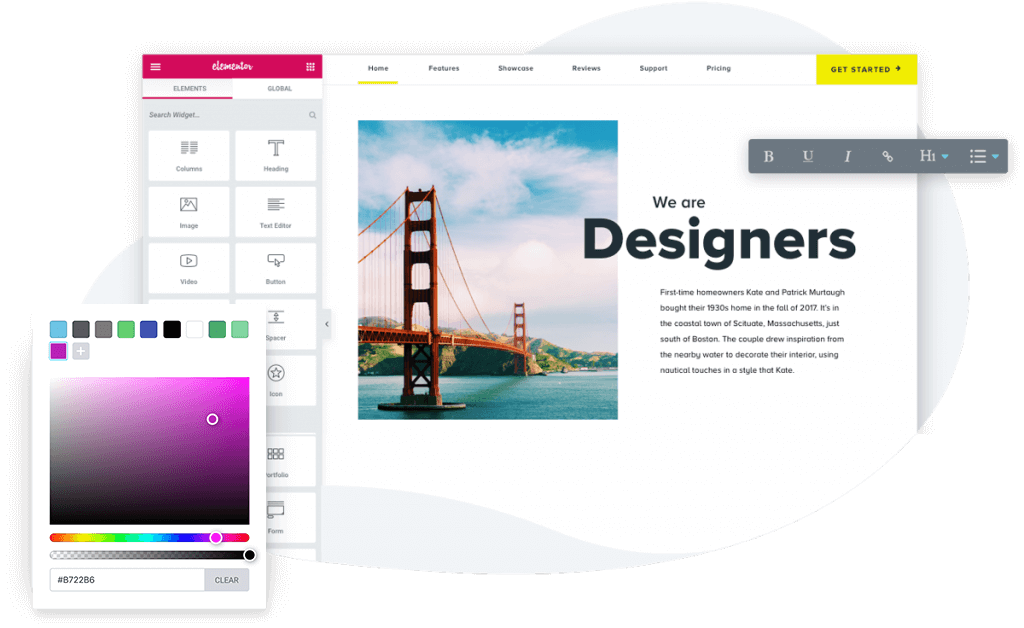 elementor
ELEMENTS GLOBAL
Search Widget...
Columns Heading
Image Text Editor
Video Button
Spacer
Icon
Form
#B722B6 CLEAR
Home Features Showcase Reviews Support Pricing
GET STARTED
B U I H1
We are
Designers
First-time homeowners Kate and Patrick Murtaugh
bought their 1930s home in the fall of 2017. It's in
the coastal town of Scituate, Massachusetts, just
south of Boston. The couple drew inspiration from
the nearby water to decorate their interior, using
nautical touches in a style that Kate.